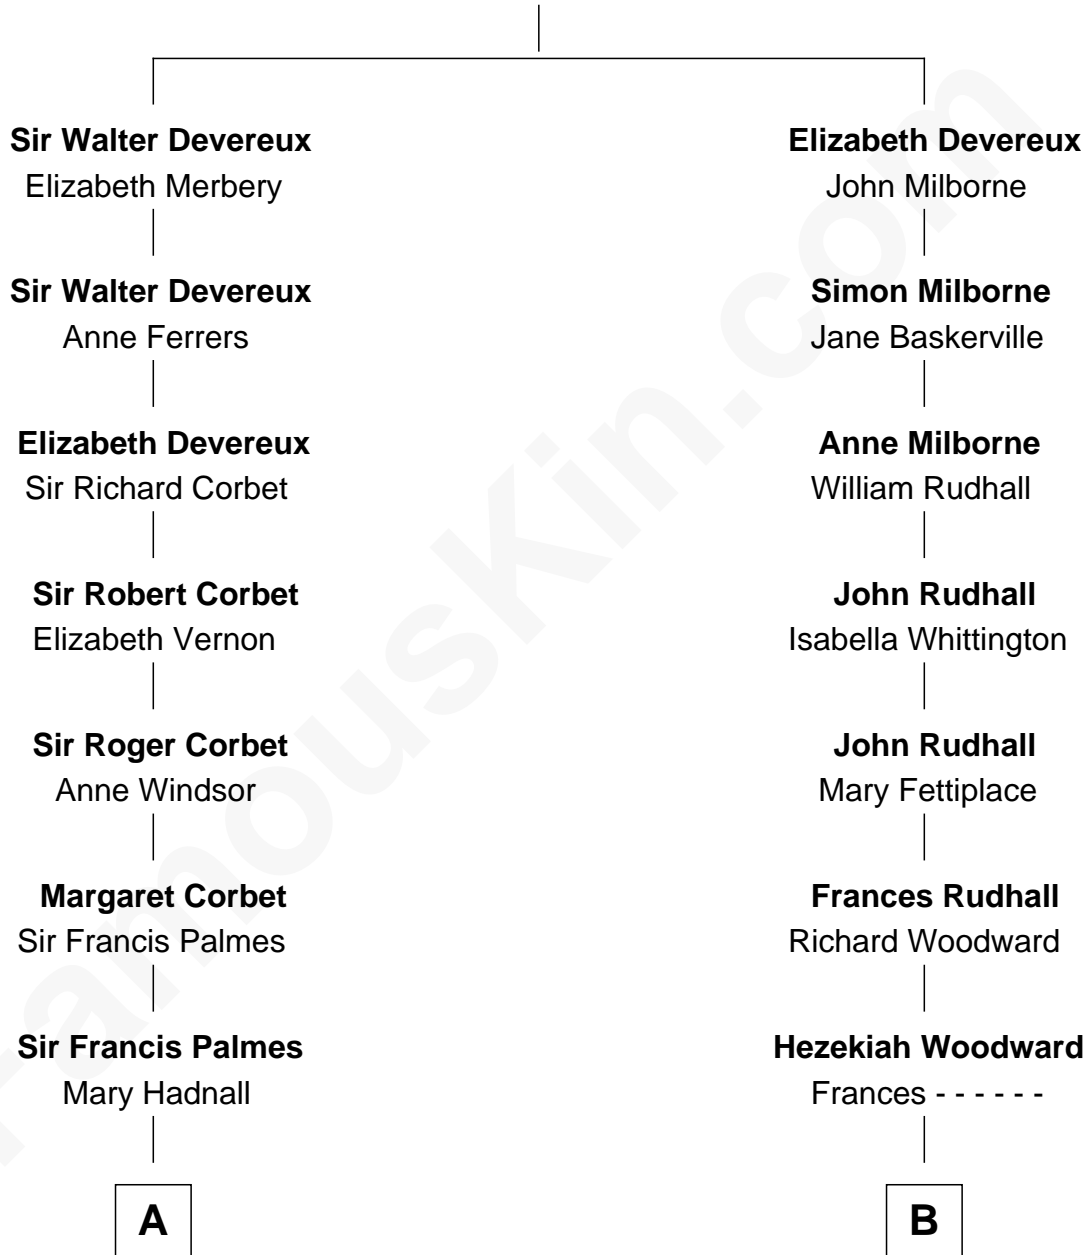 Sir Walter Devereux
Elizabeth Merbery
Sir Walter Devereux
Anne Ferrers
Elizabeth Devereux
Sir Richard Corbet
Sir Robert Corbet
Elizabeth Vernon
Sir Roger Corbet
Anne Windsor
Margaret Corbet
Sir Francis Palmes
Sir Francis Palmes
Mary Hadnall
A
Elizabeth Devereux
John Milborne
Simon Milborne
Jane Baskerville
Anne Milborne
William Rudhall
John Rudhall
Isabella Whittington
John Rudhall
Mary Fettiplace
Frances Rudhall
Richard Woodward
Hezekiah Woodward
Frances - - - - - -
B
FamousKin.com